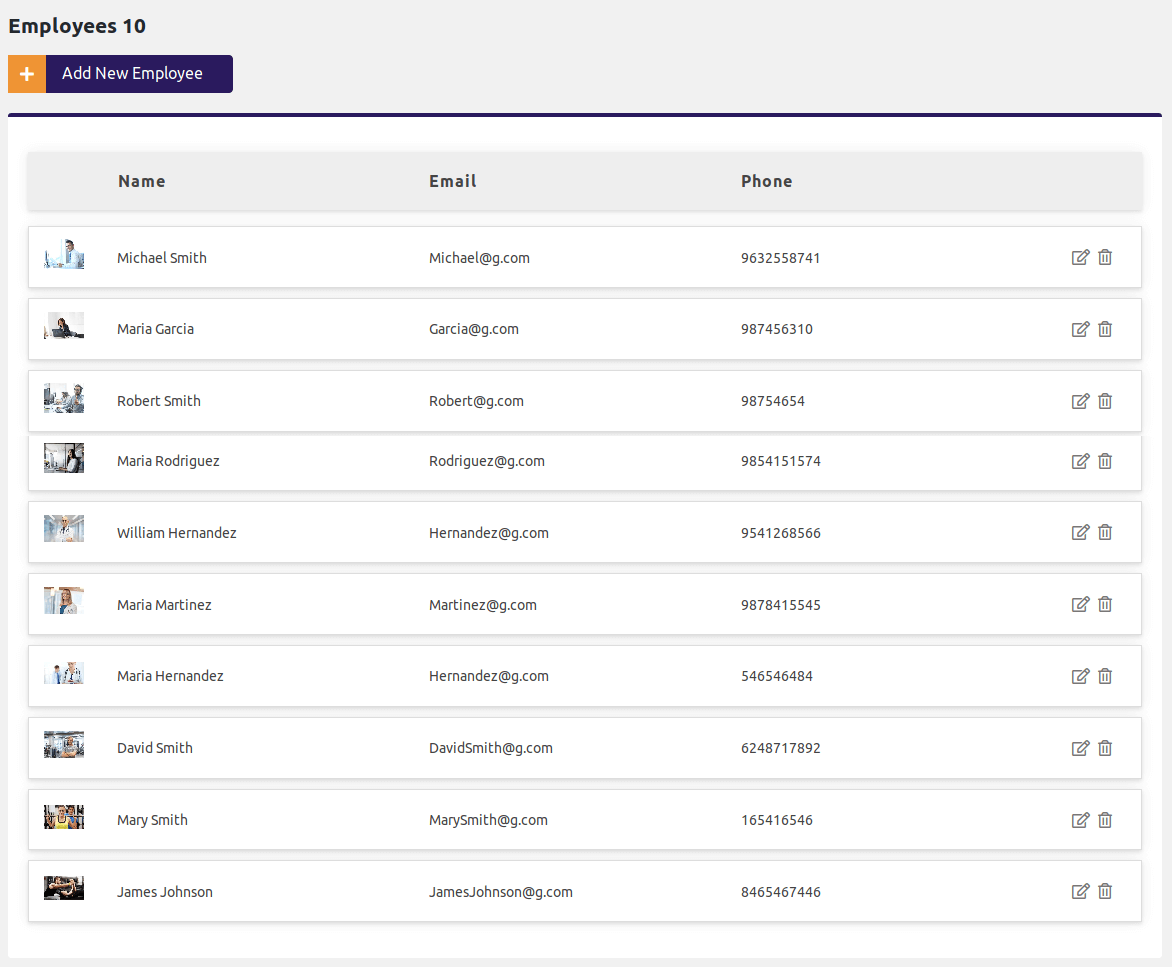 Employees 10
+ Add New Employee
Name Email Phone
Michael Smith Michael@g.com 9632558741
Maria Garcia Garcia@g.com 987456310
Robert Smith Robert@g.com 98754654
Maria Rodriguez Rodriguez@g.com 9854151574
William Hernandez Hernandez@g.com 9541268566
Maria Martinez Martinez@g.com 9878415545
Maria Hernandez Hernandez@g.com 546546484
David Smith DavidSmith@g.com 6248717892
Mary Smith MarySmith@g.com 165416546
James Johnson JamesJohnson@g.com 8465467446